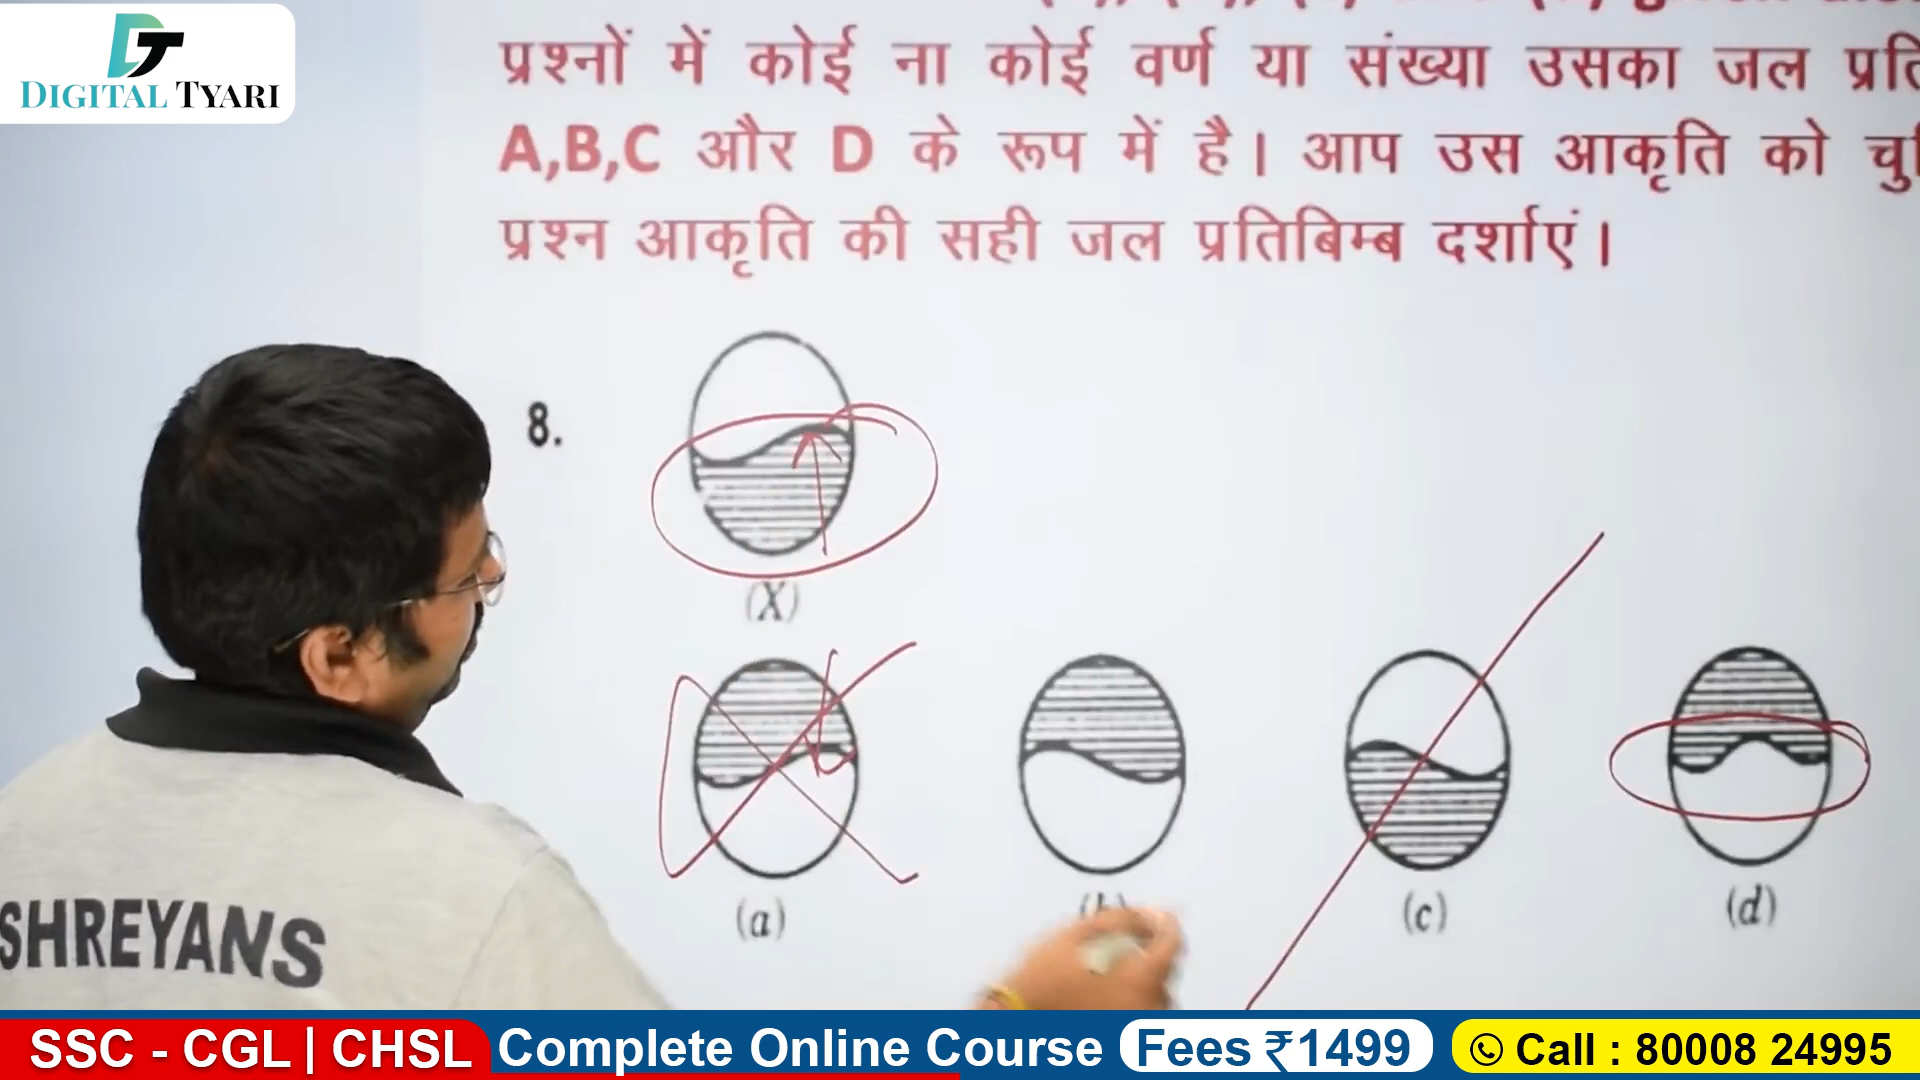 DIGITAL TYARI
प्रश्नों में कोई ना कोई वर्ण या संख्या उसका जल
A,B,C और D के रूप में है। आप उस आकृति को
प्रश्न आकृति की सही जल प्रतिबिम्ब दर्शाएं।
8.
(X)
(a) (c) (d)
SHREYANS
SSC - CGL | CHSL Complete Online Course Fees ₹1499 Call : 80008 24995